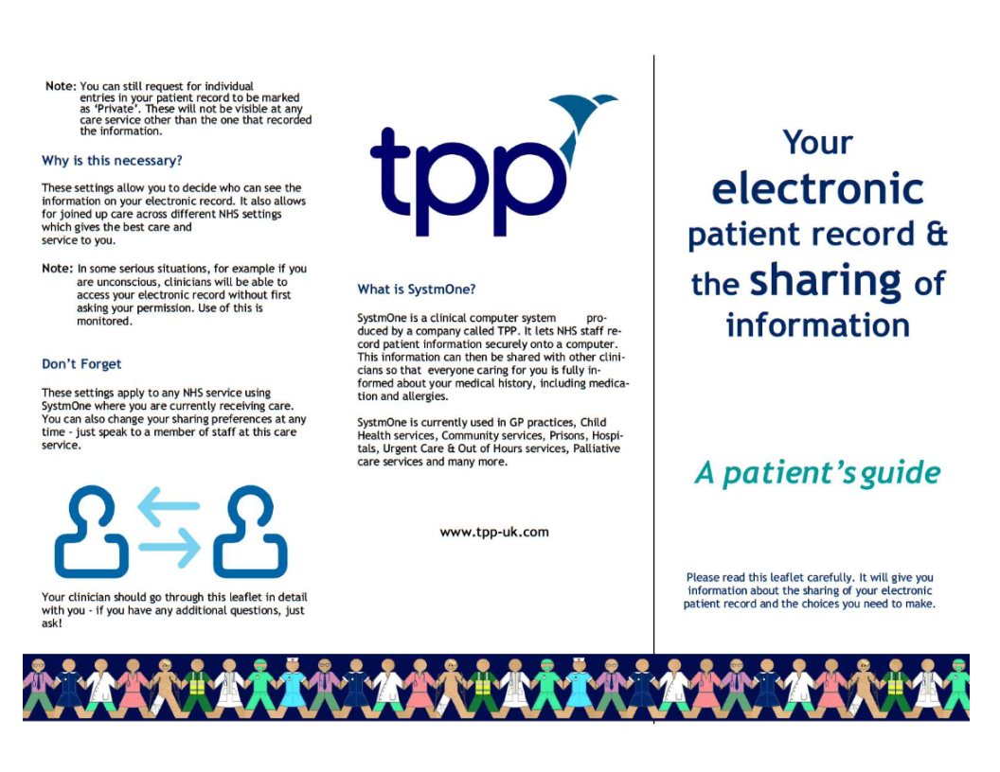 Note: You can still request for individual
entries in your patient record to be marked
as ‘Private’. These will not be visible at any
care service other than the one that recorded
the information.
Why is this necessary?
These settings allow you to decide who can see the
information on your electronic record. It also allows
for joined up care across different NHS settings
which gives the best care and
service to you.
Note: In some serious situations, for example if you
are unconscious, clinicians will be able to
access your electronic record without first
asking your permission. Use of this is
monitored.
Don’t Forget
These settings apply to any NHS service using
SystmOne where you are currently receiving care.
You can also change your sharing preferences at any
time - just speak to a member of staff at this care
service.
Your clinician should go through this leaflet in detail
with you - if you have any additional questions, just
ask!
tpp
What is SystmOne?
SystmOne is a clinical computer system pro-
duced by a company called TPP. It lets NHS staff re-
cord patient information securely onto a computer.
This information can then be shared with other clini-
cians so that everyone caring for you is fully in-
formed about your medical history, including medica-
tion and allergies.
SystmOne is currently used in GP practices, Child
Health services, Community services, Prisons, Hospi-
tals, Urgent Care & Out of Hours services, Palliative
care services and many more.
www.tpp-uk.com
Your
electronic
patient record &
the sharing of
information
A patient’s guide
Please read this leaflet carefully. It will give you
information about the sharing of your electronic
patient record and the choices you need to make.